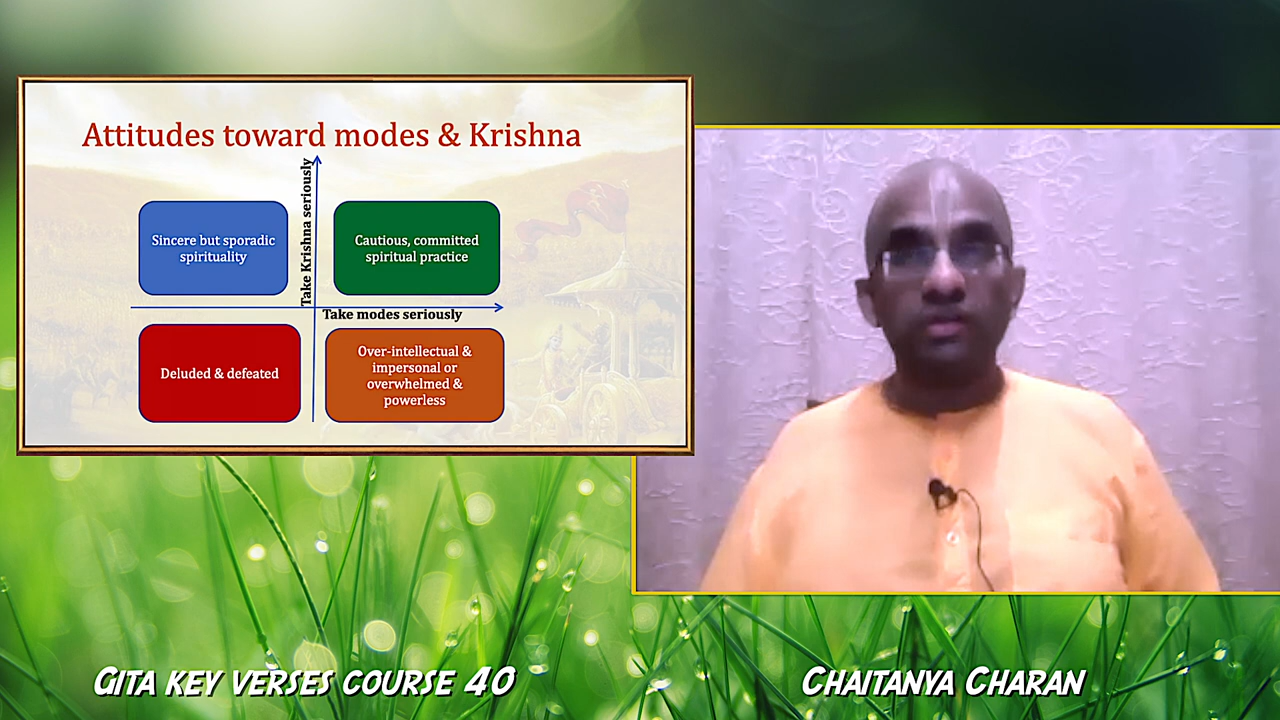 Attitudes toward modes & Krishna
Take Krishna seriously
Sincere but sporadic
spirituality
Cautious, committed
spiritual practice
Take modes seriously
Deluded & defeated
Over-intellectual &
impersonal or
overwhelmed &
powerless
Gita key verses course 40
Chaitanya Charan